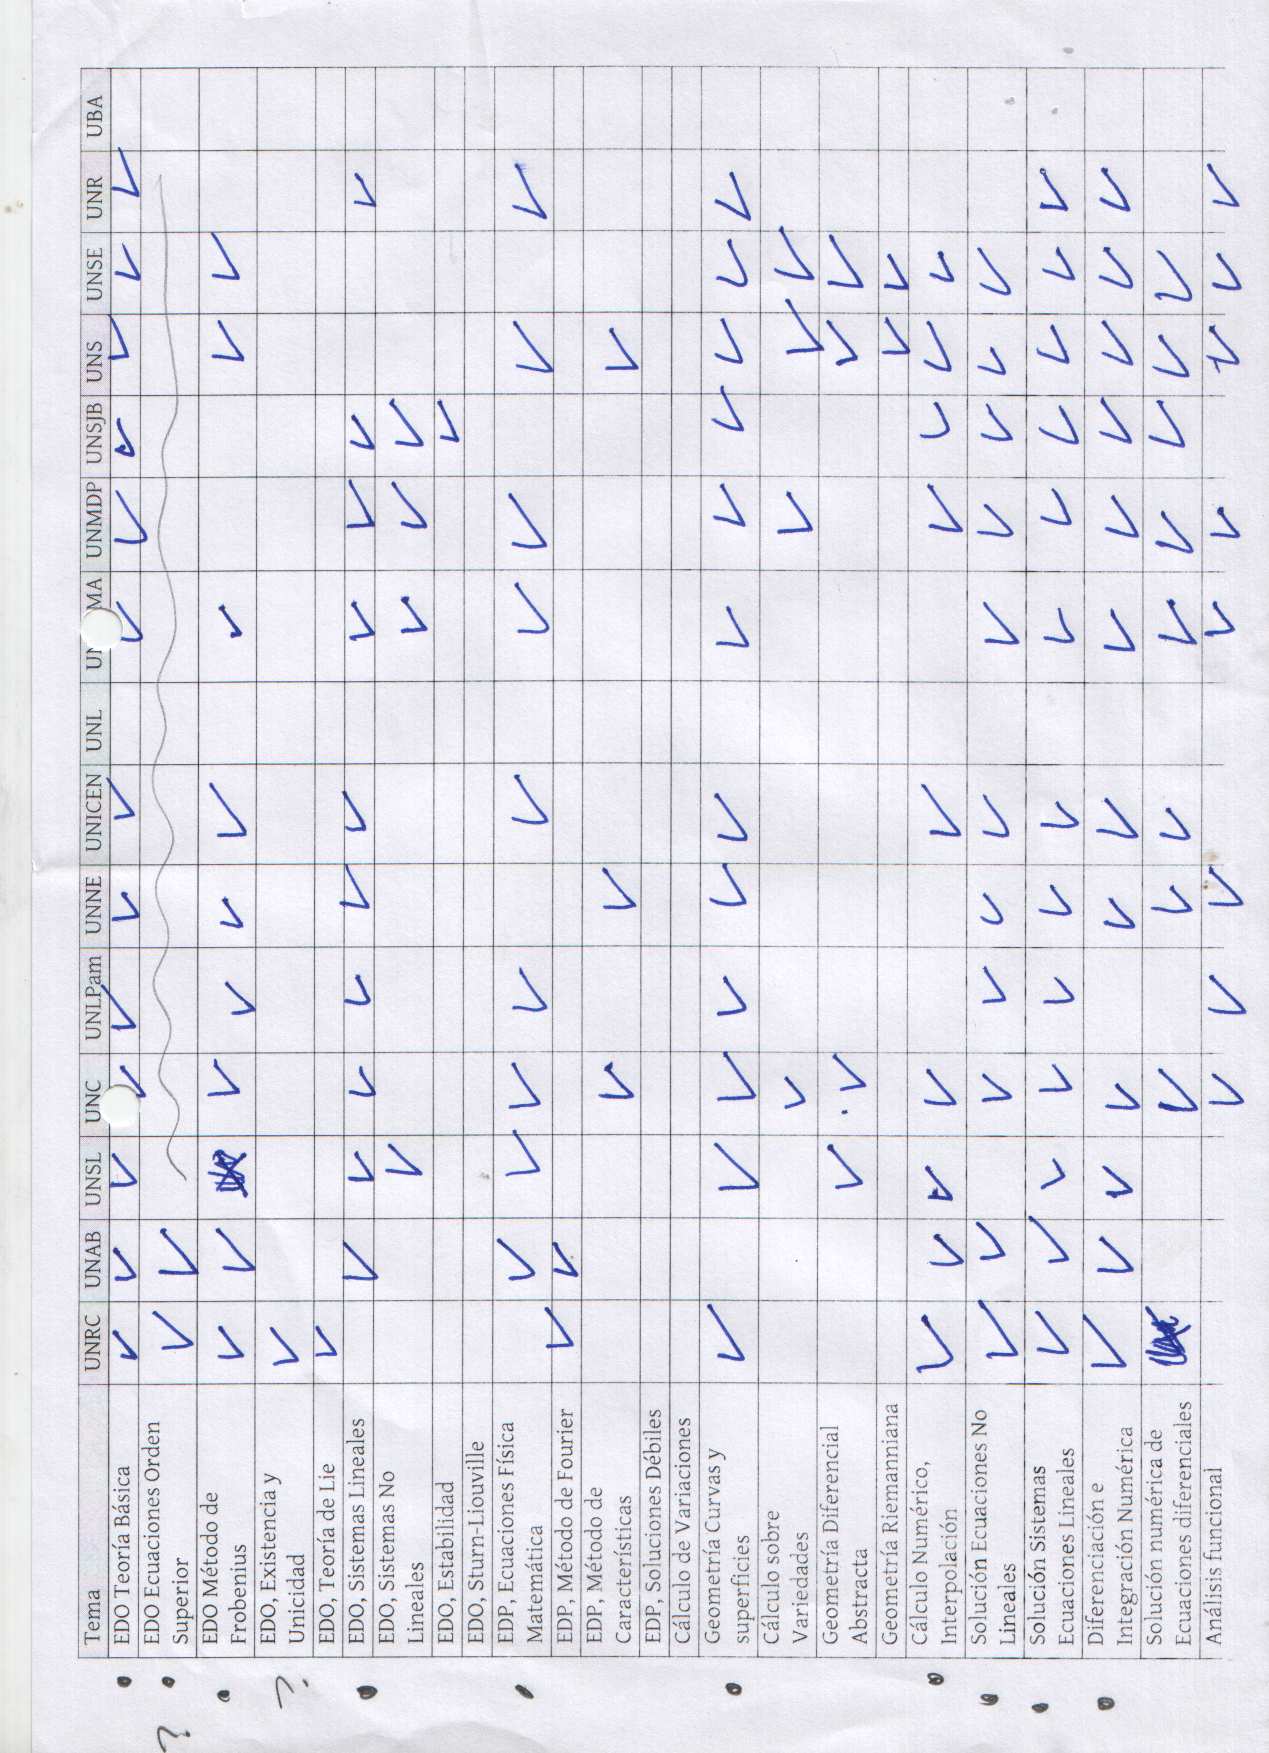 Tema UNRC UNAB UNSL UNC UNLPam UNNE UNICEN UNL MA UNMDP UNSJB UNS UNSE UNR UBA
EDO Teoría Básica
? EDO Ecuaciones Orden
Superior
EDO Método de
Frobenius
? EDO, Existencia y
Unicidad
EDO, Teoría de Lie
EDO, Sistemas Lineales
EDO, Sistemas No
Lineales
EDO, Estabilidad
EDO, Sturn-Liouville
EDP, Ecuaciones Física
Matemática
EDP, Método de Fourier
EDP, Método de
Características
EDP, Soluciones Débiles
Cálculo de Variaciones
Geometría Curvas y
superficies
Cálculo sobre
Variedades
Geometría Diferencial
Abstracta
Geometría Riemanniana
Cálculo Numérico,
Interpolación
Solución Ecuaciones No
Lineales
Solución Sistemas
Ecuaciones Lineales
Diferenciación e
Integración Numérica
Solución numérica de
Ecuaciones diferenciales
Análisis funcional